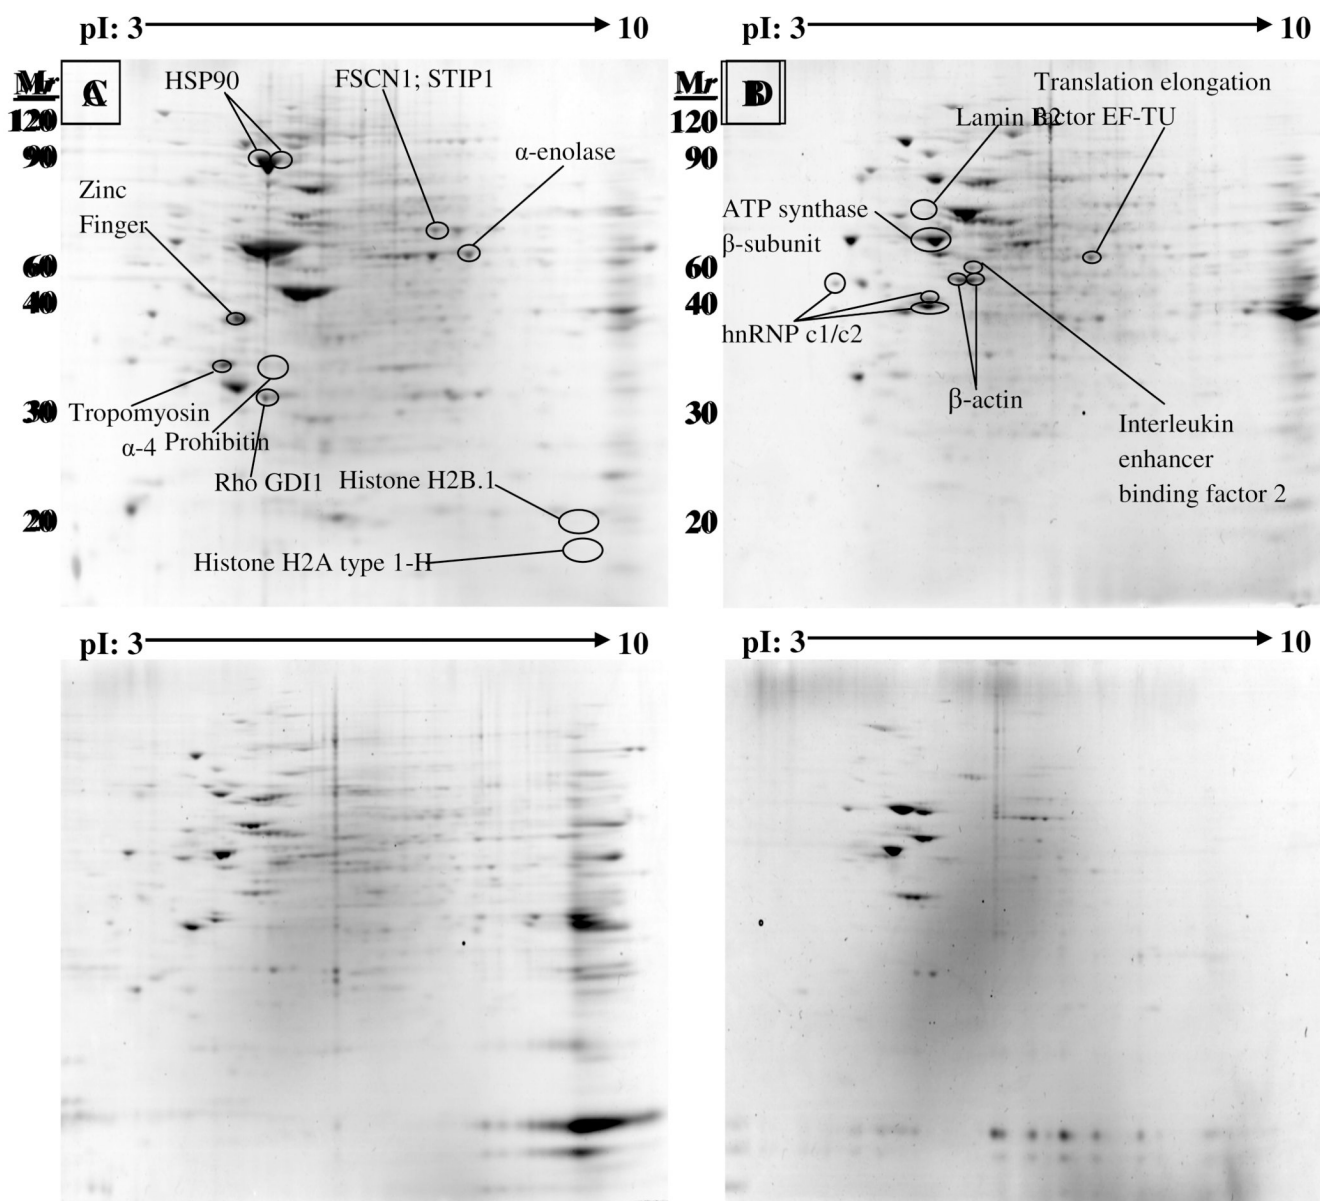 pI: 3 10
pI: 3 10
Mr
120
90
60
40
30
20
HSP90
FSCN1; STIP1
α-enolase
Zinc
Finger
Tropomyosin
α-4
Prohibitin
Rho GDI1
Histone H2B.1
Histone H2A type 1-H
Mr
120
90
60
40
30
20
Translation elongation
factor EF-TU
Lamin B2
ATP synthase
β-subunit
hnRNP c1/c2
β-actin
Interleukin
enhancer
binding factor 2
pI: 3 10
pI: 3 10